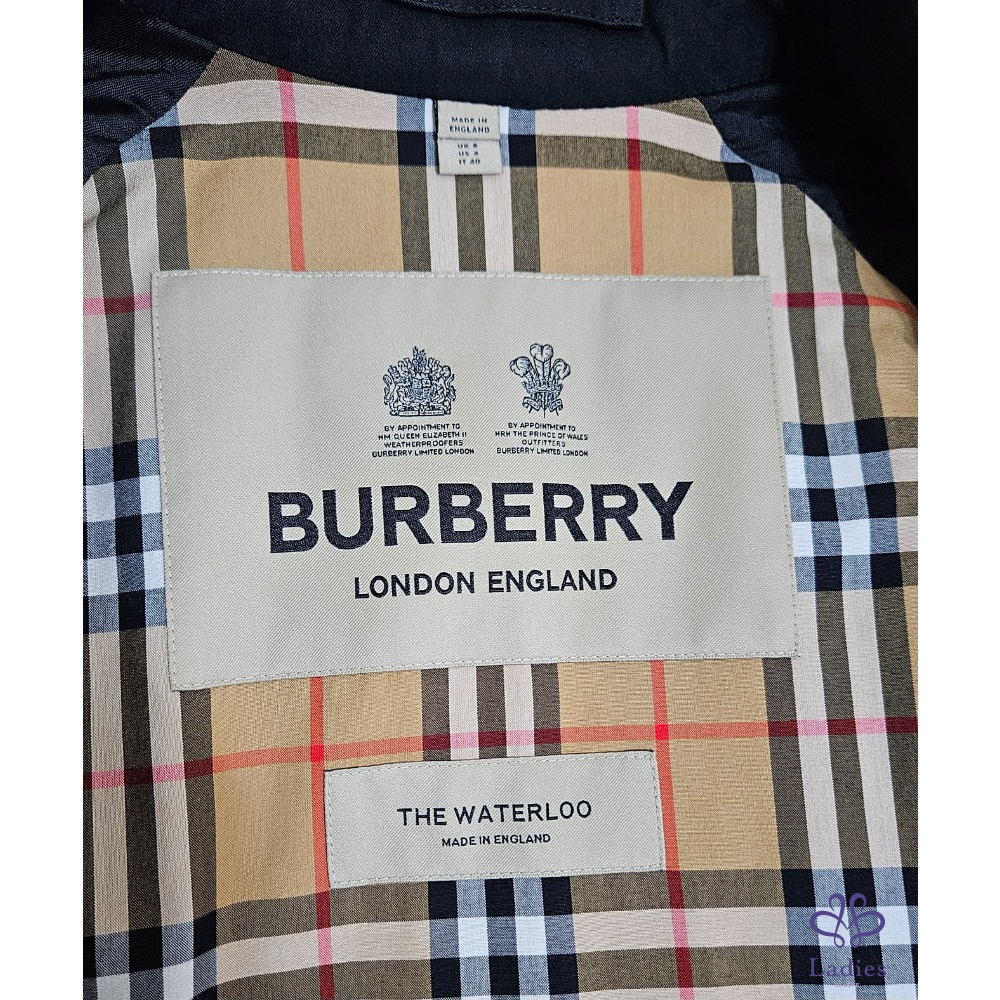 MADE IN
ENGLAND
UK 6
US 4
IT 40
BY APPOINTMENT TO
HM QUEEN ELIZABETH II
WEATHERPROOFERS
BURBERRY LIMITED LONDON
BY APPOINTMENT TO
HRH THE PRINCE OF WALES
OUTFITTERS
BURBERRY LIMITED LONDON
BURBERRY
LONDON ENGLAND
THE WATERLOO
MADE IN ENGLAND
Ladies